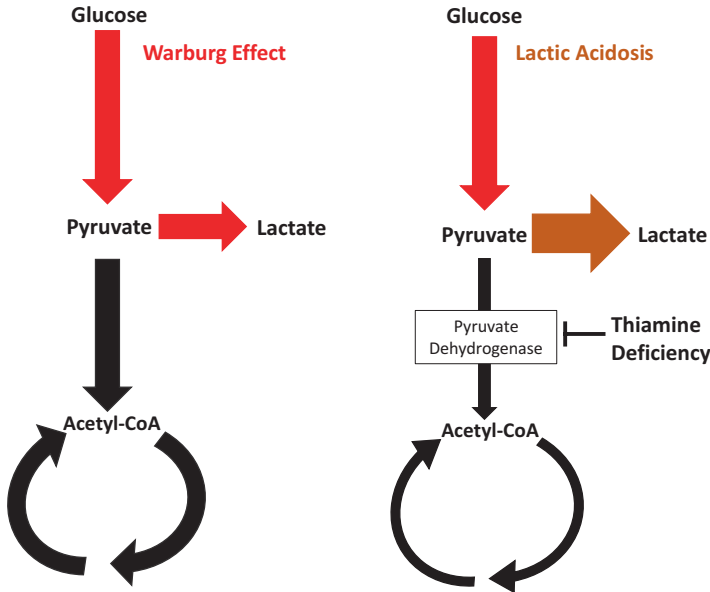 Glucose
Warburg Effect
Pyruvate
Lactate
Acetyl-CoA
Glucose
Lactic Acidosis
Pyruvate
Lactate
Pyruvate
Dehydrogenase
Thiamine
Deficiency
Acetyl-CoA